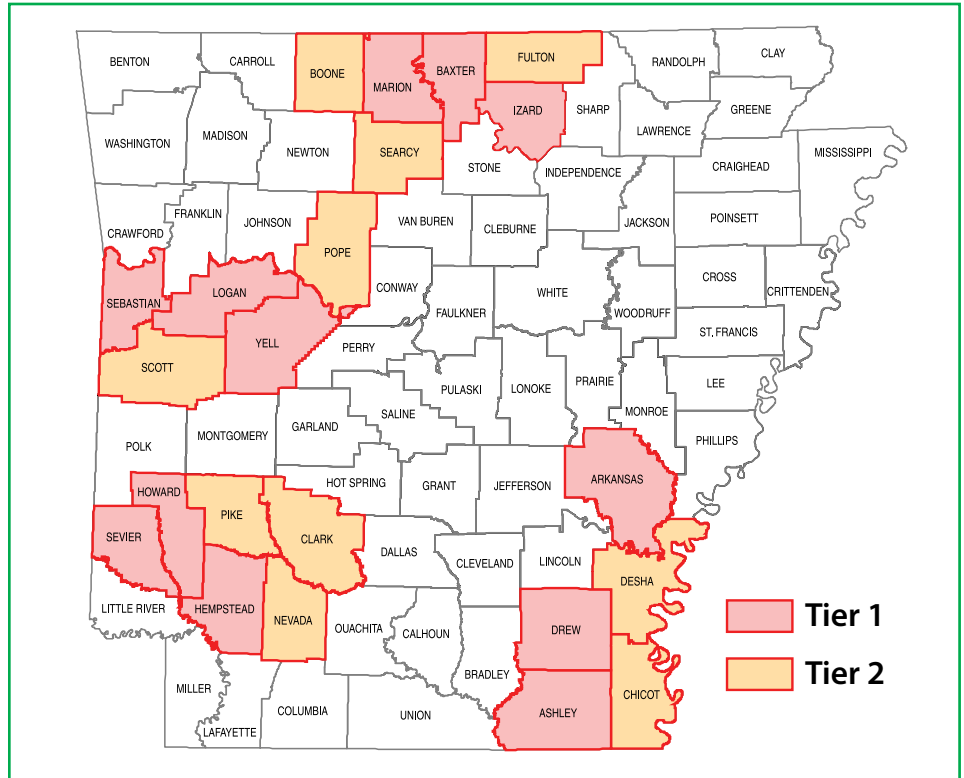 BENTON
CARROLL
BOONE
MARION
BAXTER
FULTON
RANDOLPH
CLAY
IZARD
SHARP
GREENE
LAWRENCE
WASHINGTON
MADISON
NEWTON
SEARCY
STONE
INDEPENDENCE
CRAIGHEAD
MISSISSIPPI
CRAWFORD
FRANKLIN
JOHNSON
POPE
VAN BUREN
CLEBURNE
JACKSON
POINSETT
SEBASTIAN
LOGAN
CONWAY
FAULKNER
WHITE
WOODRUFF
CROSS
CRITTENDEN
YELL
PERRY
ST. FRANCIS
SCOTT
PULASKI
LONOKE
PRAIRIE
LEE
MONROE
SALINE
GARLAND
MONTGOMERY
POLK
PHILLIPS
HOT SPRING
GRANT
JEFFERSON
ARKANSAS
HOWARD
PIKE
CLARK
SEVIER
DALLAS
CLEVELAND
LINCOLN
DESHA
LITTLE RIVER
HEMPSTEAD
NEVADA
OUACHITA
CALHOUN
DREW
BRADLEY
MILLER
LAFAYETTE
COLUMBIA
UNION
ASHLEY
CHICOT
Tier 1
Tier 2